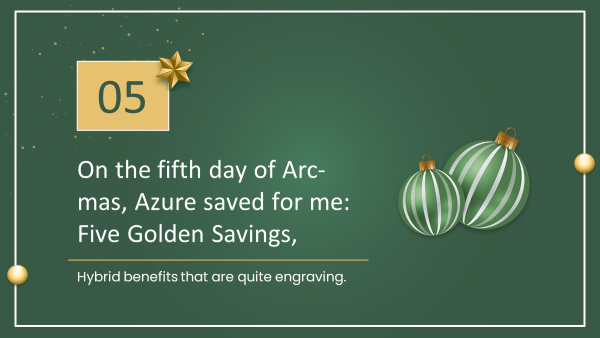 05
On the fifth day of Arc-
mas, Azure saved for me:
Five Golden Savings,
Hybrid benefits that are quite engraving.